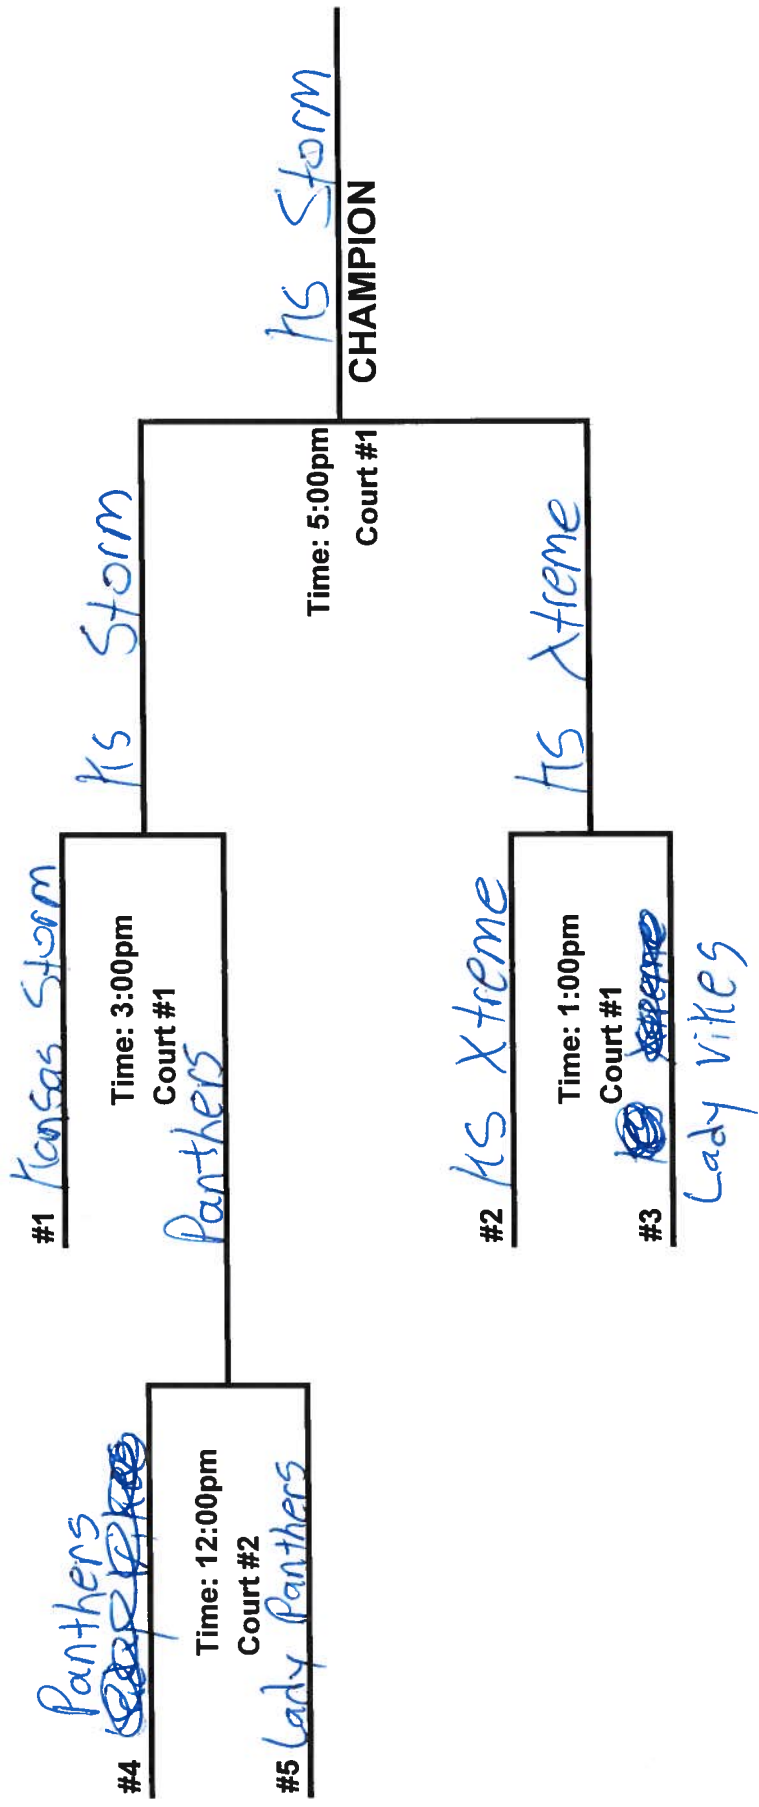 Panthers
#4
Time: 12:00pm
Court #2
#5 Lady Panthers
#1 Kansas Storm
Time: 3:00pm
Court #1
Panthers
#2 KS Xtreme
Time: 1:00pm
Court #1
#3
Lady Vikes
Ks Storm
Time: 5:00pm
Court #1
KS Xtreme
KS Storm
CHAMPION